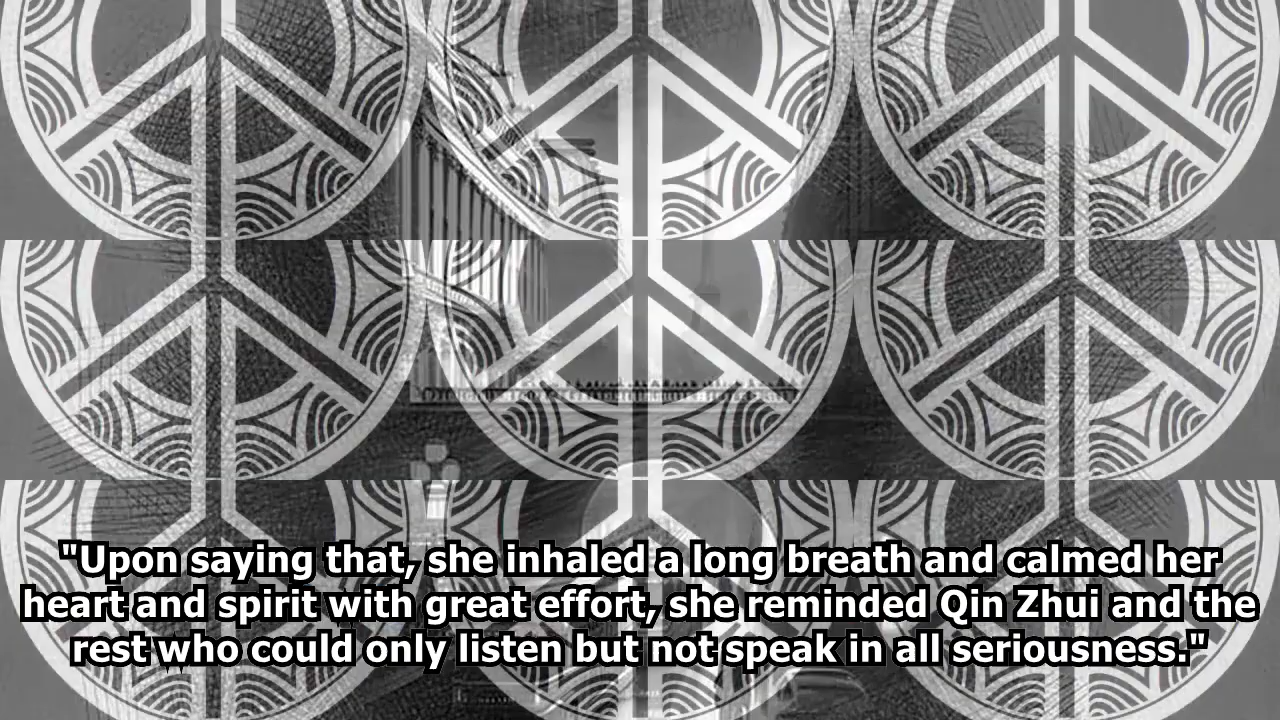 "Upon saying that, she inhaled a long breath and calmed her
heart and spirit with great effort, she reminded Qin Zhui and the
rest who could only listen but not speak in all seriousness."